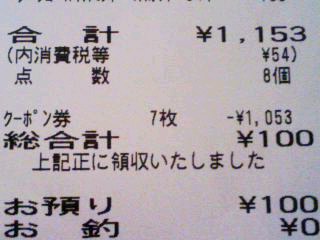 合計 ¥1,153
(内消費税等 ¥54)
点数 8個
クーポン券 7枚 -¥1,053
総合計 ¥100
上記正に領収いたしました
お預り ¥100
お釣 ¥0